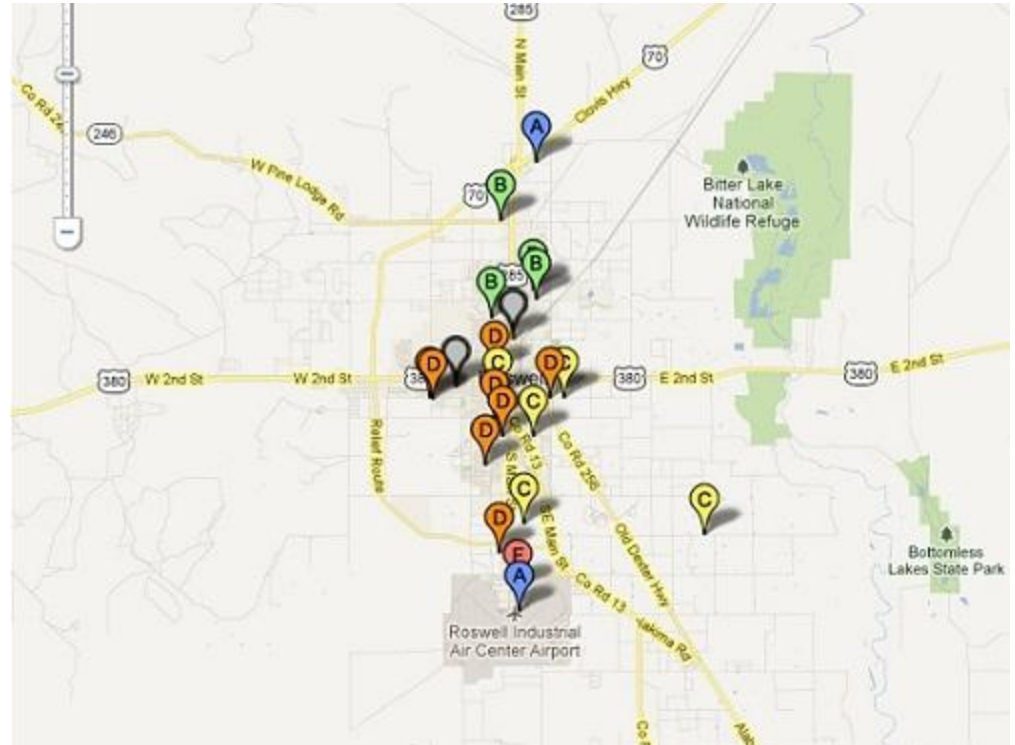 285
N Main St
70
Clovis Hwy
Co Rd
246
A
W Pine Lodge Rd
70
B
Bitter Lake
National
Wildlife Refuge
B
B
D
D
C
D
C
380
W 2nd St
W 2nd St
380
E 2nd St
380
E 2nd St
D
D
C
D
Relief Route
Co Rd 13
Co Rd 256
C
C
D
SE Main St
Old Dexter Hwy
E
A
Co Rd 13
Bottomless
Lakes State Park
Roswell Industrial
Air Center Airport